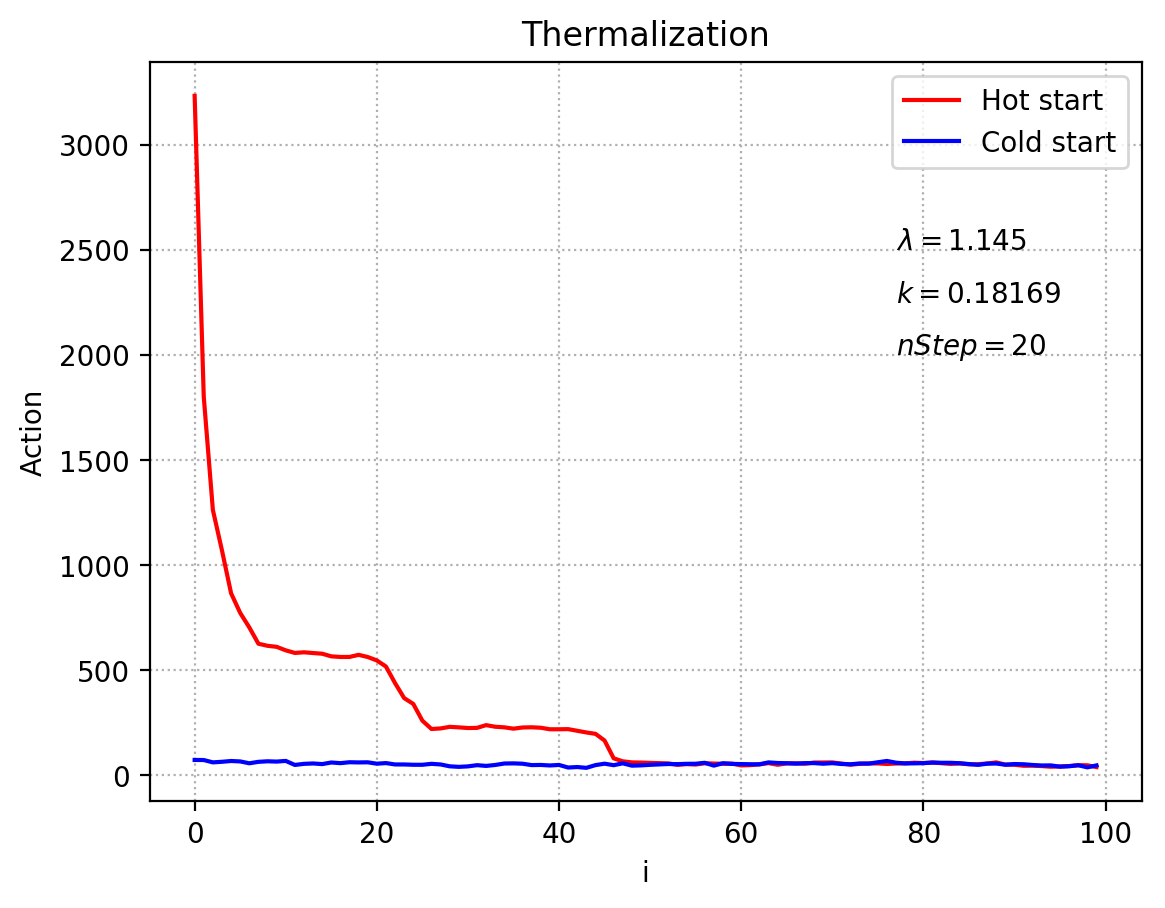 Thermalization
Hot start
Cold start
λ = 1.145
k = 0.18169
nStep = 20
Action
3000
2500
2000
1500
1000
500
0
0 20 40 60 80 100
i